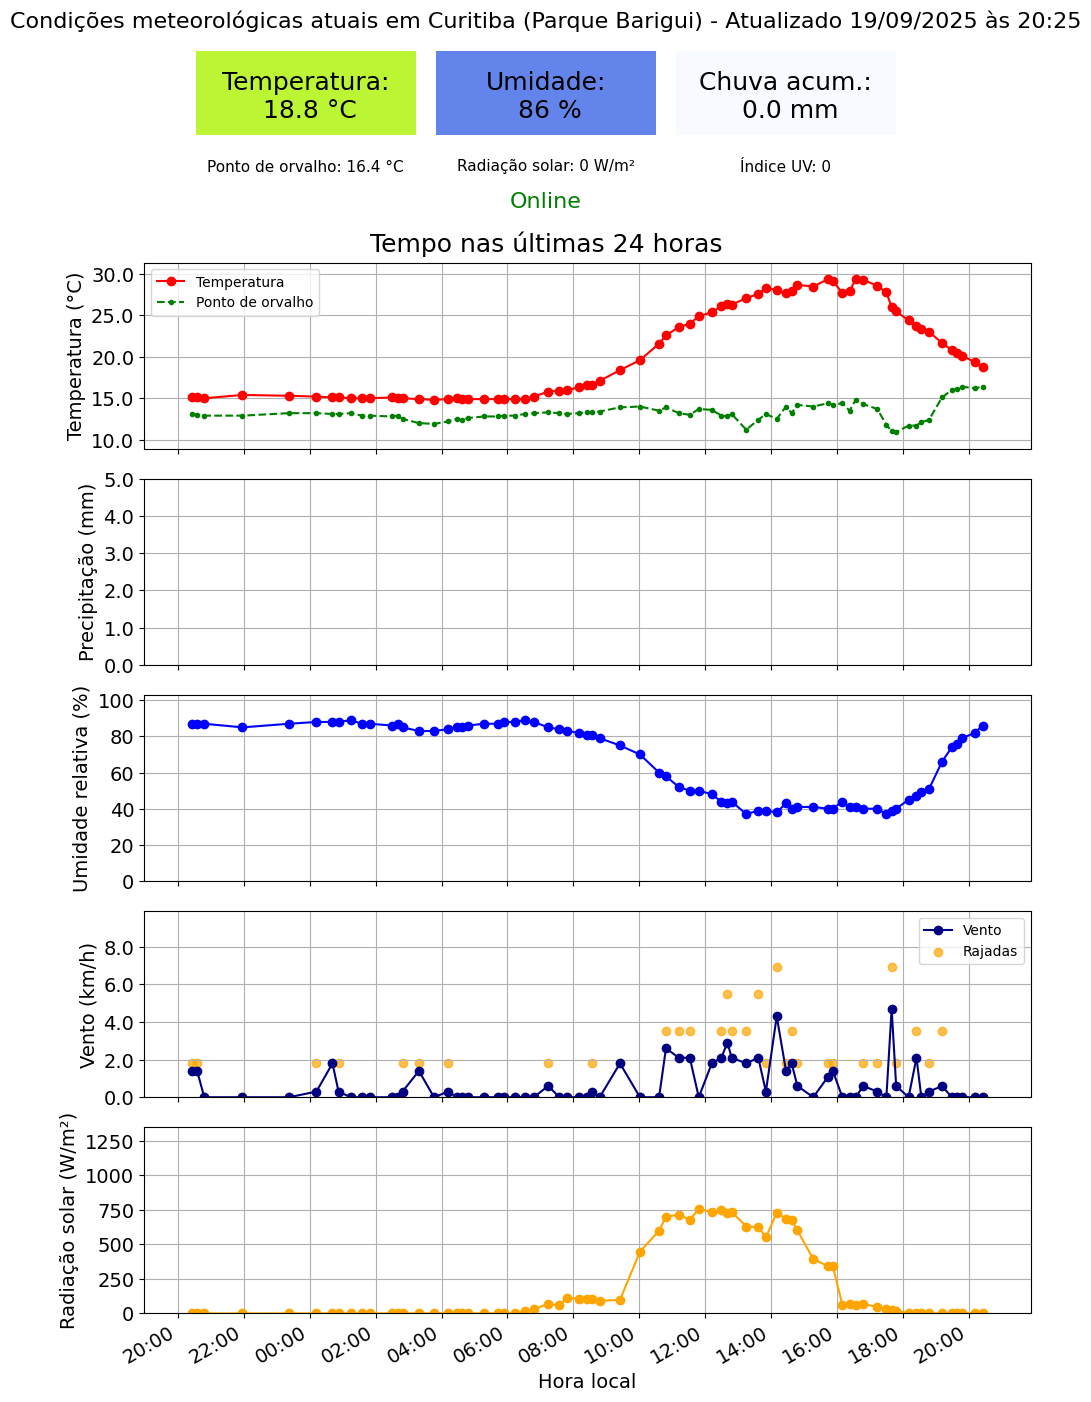 Condições meteorológicas atuais em Curitiba (Parque Barigui) - Atualizado 19/09/2025 às 20:25
Temperatura:
18.8 °C
Umidade:
86 %
Chuva acum.:
0.0 mm
Ponto de orvalho: 16.4 °C
Radiação solar: 0 W/m²
Índice UV: 0
Online
Tempo nas últimas 24 horas
Temperatura (°C)
30.0
25.0
20.0
15.0
10.0
Temperatura
Ponto de orvalho
Precipitação (mm)
5.0
4.0
3.0
2.0
1.0
0.0
Umidade relativa (%)
100
80
60
40
20
0
Vento (km/h)
8.0
6.0
4.0
2.0
0.0
Vento
Rajadas
Radiação solar (W/m²)
1250
1000
750
500
250
0
20:00
22:00
00:00
02:00
04:00
06:00
08:00
10:00
12:00
14:00
16:00
18:00
20:00
Hora local